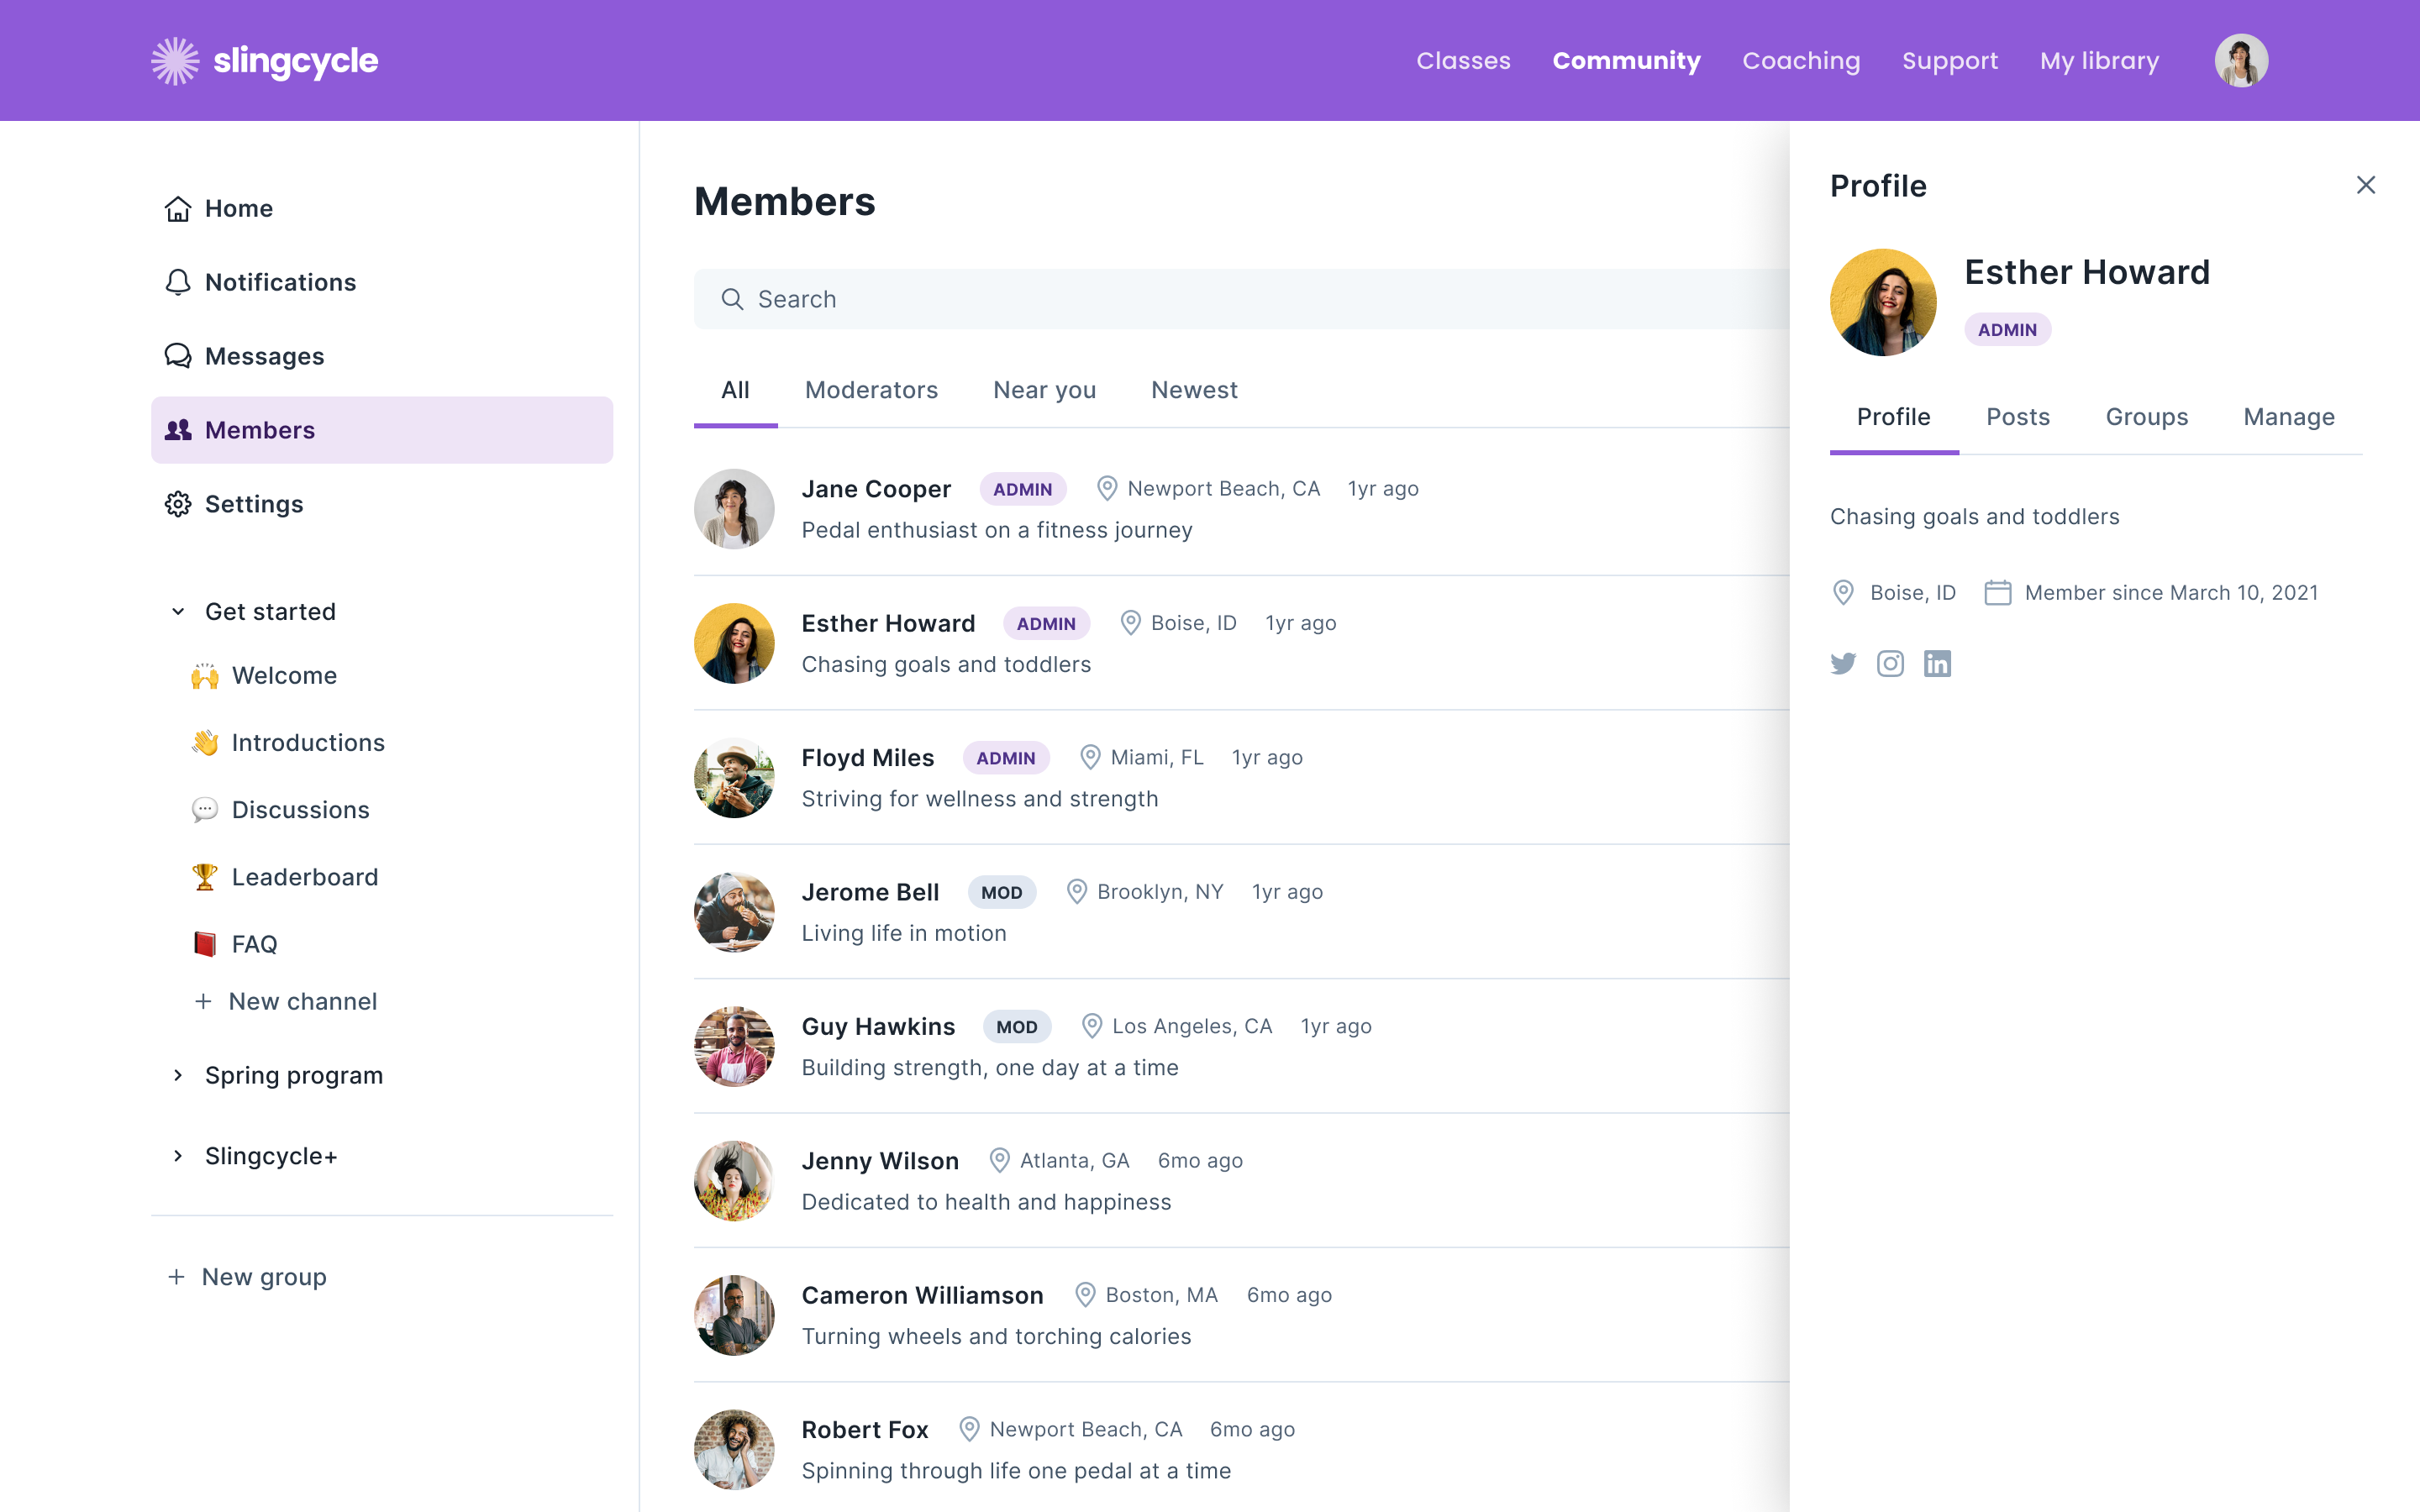 slingcycle
Classes Community Coaching Support My library
Home
Notifications
Messages
Members
Settings
Get started
Welcome
Introductions
Discussions
Leaderboard
FAQ
+ New channel
Spring program
Slingcycle+
+ New group
Members
Search
All Moderators Near you Newest
Jane Cooper ADMIN Newport Beach, CA 1yr ago
Pedal enthusiast on a fitness journey
Esther Howard ADMIN Boise, ID 1yr ago
Chasing goals and toddlers
Floyd Miles ADMIN Miami, FL 1yr ago
Striving for wellness and strength
Jerome Bell MOD Brooklyn, NY 1yr ago
Living life in motion
Guy Hawkins MOD Los Angeles, CA 1yr ago
Building strength, one day at a time
Jenny Wilson Atlanta, GA 6mo ago
Dedicated to health and happiness
Cameron Williamson Boston, MA 6mo ago
Turning wheels and torching calories
Robert Fox Newport Beach, CA 6mo ago
Spinning through life one pedal at a time
Profile
Esther Howard
ADMIN
Profile Posts Groups Manage
Chasing goals and toddlers
Boise, ID Member since March 10, 2021